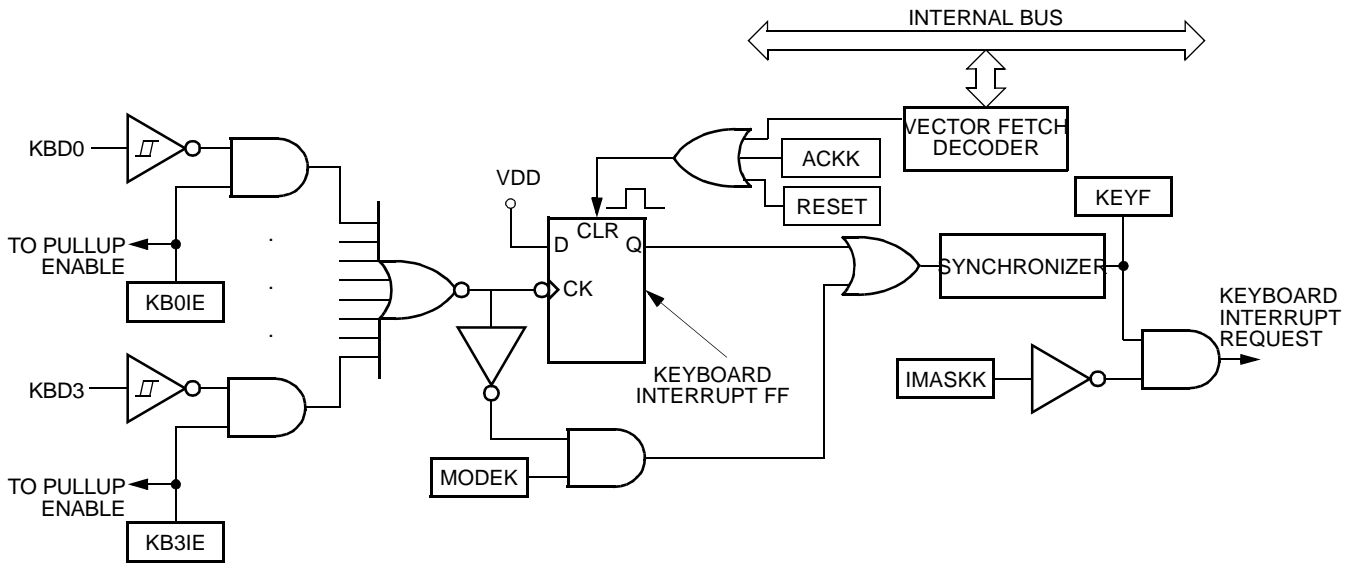 INTERNAL BUS
VECTOR FETCH
DECODER
KBD0
ACKK
VDD
RESET
KEYF
TO PULLUP
ENABLE
D
CLR
Q
SYNCHRONIZER
KB0IE
CK
KEYBOARD
INTERRUPT
REQUEST
KBD3
KEYBOARD
INTERRUPT FF
IMASKK
MODEK
TO PULLUP
ENABLE
KB3IE